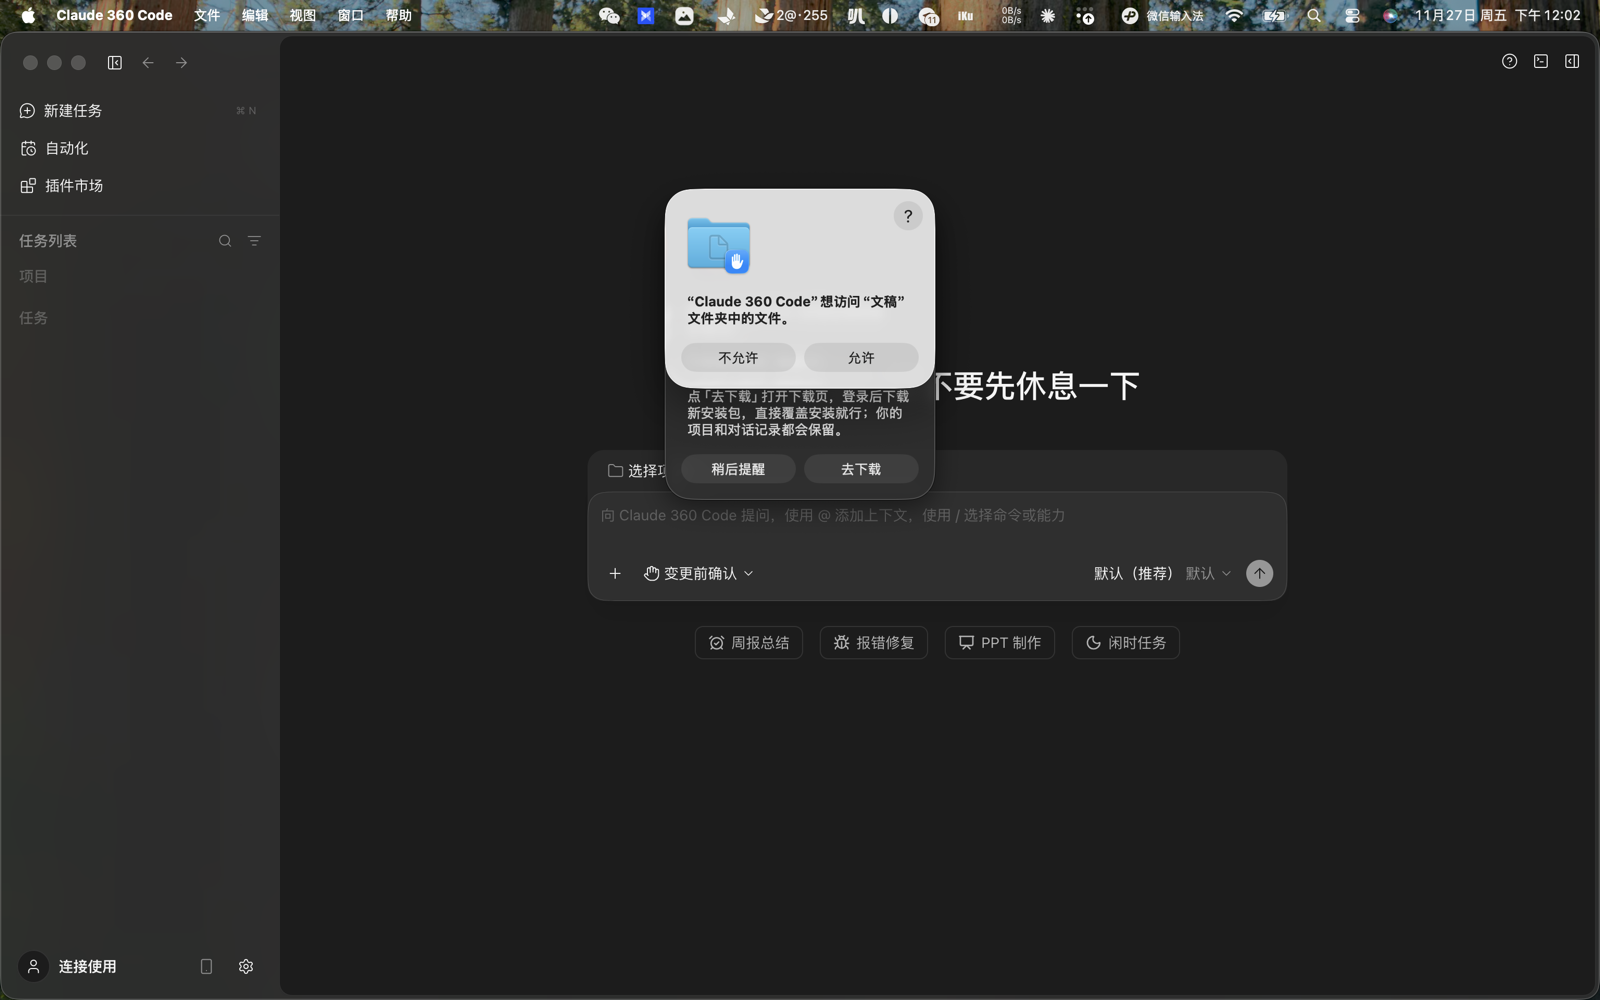 Claude 360 Code 文件 编辑 视图 窗口 帮助 2@·255 11 iKu 0B/s 0B/s 微信输入法 11月27日 周五 下午 12:02
新建任务 ⌘ N
自动化
插件市场
任务列表
项目
任务
?
“Claude 360 Code”想访问“文稿”
文件夹中的文件。
不允许 允许
不要先休息一下
点「去下载」打开下载页，登录后下载
新安装包，直接覆盖安装就行；你的
项目和对话记录都会保留。
稍后提醒 去下载
选择项
向 Claude 360 Code 提问，使用 @ 添加上下文，使用 / 选择命令或能力
变更前确认 默认（推荐） 默认
周报总结 报错修复 PPT 制作 闲时任务
连接使用